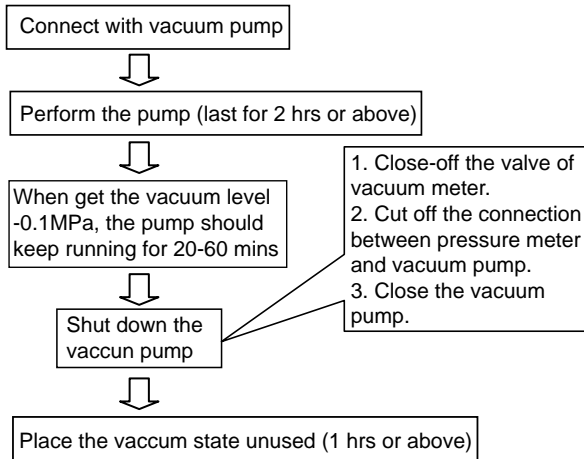 Connect with vacuum pump
Perform the pump (last for 2 hrs or above)
When get the vacuum level
-0.1MPa, the pump should
keep running for 20-60 mins
Shut down the
vaccun pump
1. Close-off the valve of
vacuum meter.
2. Cut off the connection
between pressure meter
and vacuum pump.
3. Close the vacuum
pump.
Place the vaccum state unused (1 hrs or above)